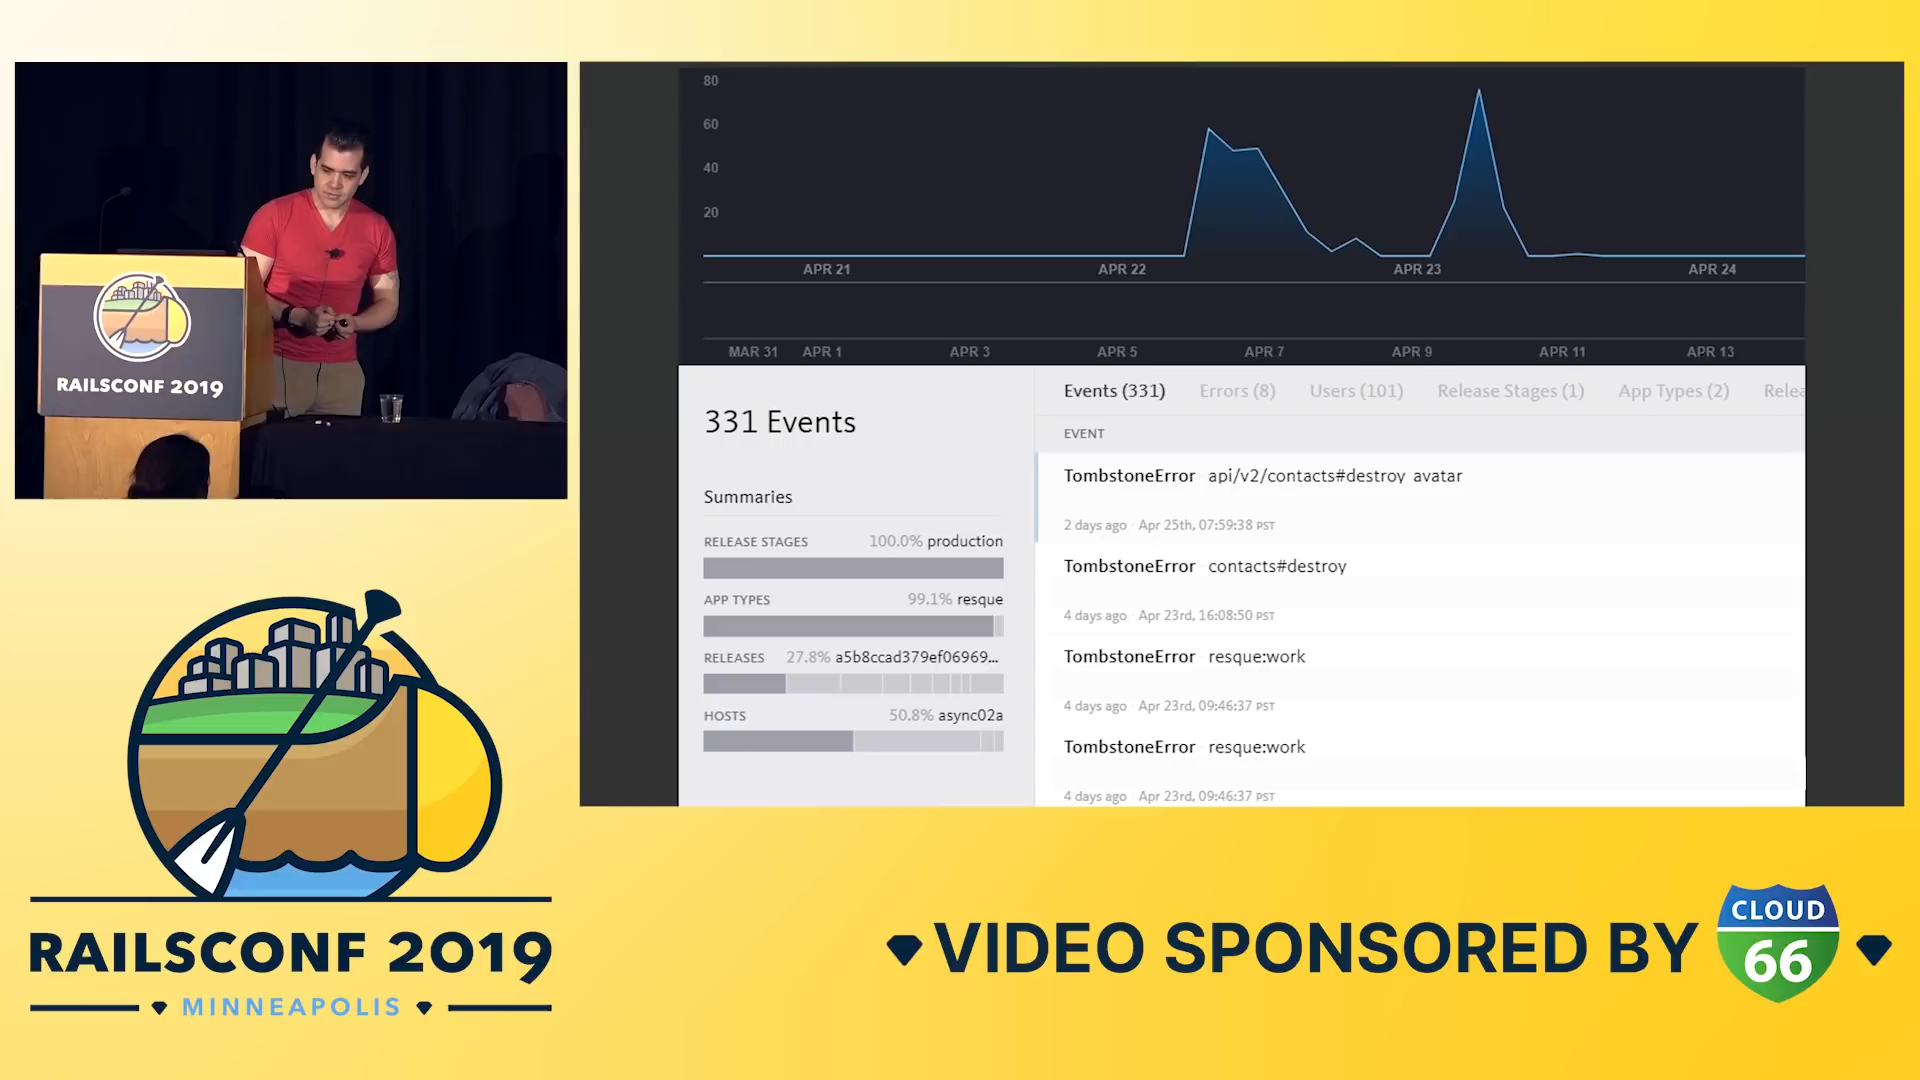 RAILSCONF 2019
80
60
40
20
APR 21 APR 22 APR 23 APR 24
MAR 31 APR 1 APR 3 APR 5 APR 7 APR 9 APR 11 APR 13
331 Events
Summaries
RELEASE STAGES 100.0% production
APP TYPES 99.1% resque
RELEASES 27.8% a5b8ccad379ef06969...
HOSTS 50.8% async02a
Events (331) Errors (8) Users (101) Release Stages (1) App Types (2) Relea
EVENT
TombstoneError api/v2/contacts#destroy avatar
2 days ago · Apr 25th, 07:59:38 PST
TombstoneError contacts#destroy
4 days ago · Apr 23rd, 16:08:50 PST
TombstoneError resque:work
4 days ago · Apr 23rd, 09:46:37 PST
TombstoneError resque:work
4 days ago · Apr 23rd, 09:46:37 PST
RAILSCONF 2019
MINNEAPOLIS
VIDEO SPONSORED BY
CLOUD
66